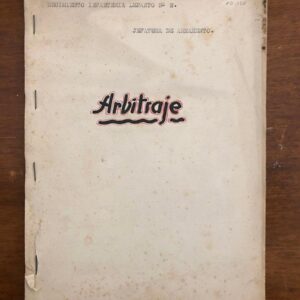 REGIMIENTO INFANTERIA LEPANTO Nº 2.
JEFATURA DE ARMAMENTO.
Arbitraje